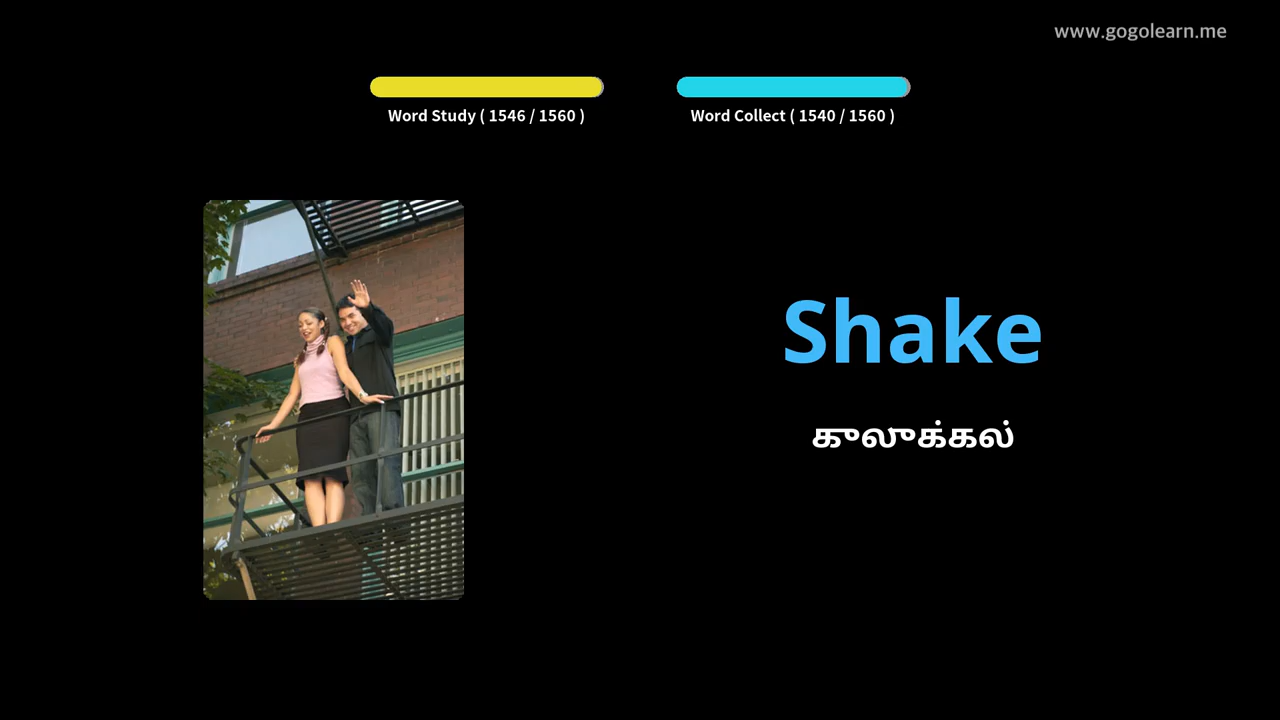 www.gogolearn.me
Word Study ( 1546 / 1560 )
Word Collect ( 1540 / 1560 )
Shake
குலுக்கல்